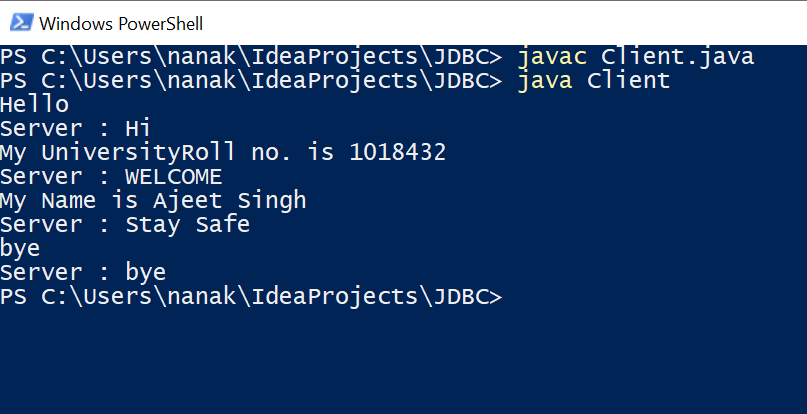 Windows PowerShell
PS C:\Users\nanak\IdeaProjects\JDBC> javac Client.java
PS C:\Users\nanak\IdeaProjects\JDBC> java Client
Hello
Server : Hi
My UniversityRoll no. is 1018432
Server : WELCOME
My Name is Ajeet Singh
Server : Stay Safe
bye
Server : bye
PS C:\Users\nanak\IdeaProjects\JDBC>